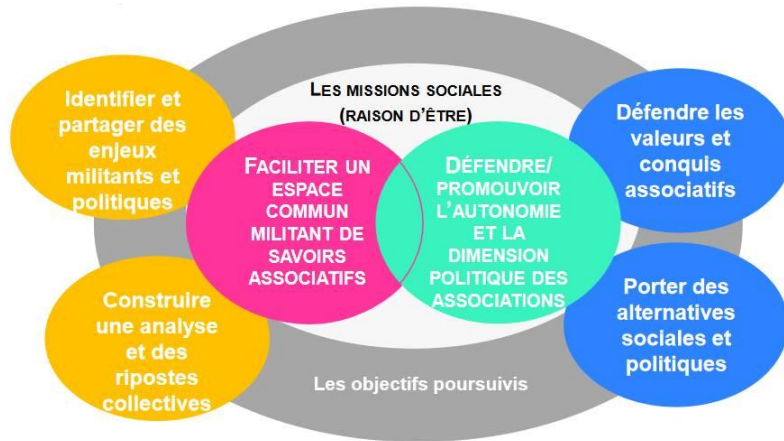 LES MISSIONS SOCIALES
(RAISON D'ÊTRE)
Identifier et
partager des
enjeux
militants et
politiques
FACILITER UN
ESPACE
COMMUN
MILITANT DE
SAVOIRS
ASSOCIATIFS
DÉFENDRE/
PROMOUVOIR
L'AUTONOMIE
ET LA
DIMENSION
POLITIQUE DES
ASSOCIATIONS
Défendre les
valeurs et
conquis
associatifs
Construire
une analyse
et des
ripostes
collectives
Porter des
alternatives
sociales et
politiques
Les objectifs poursuivis